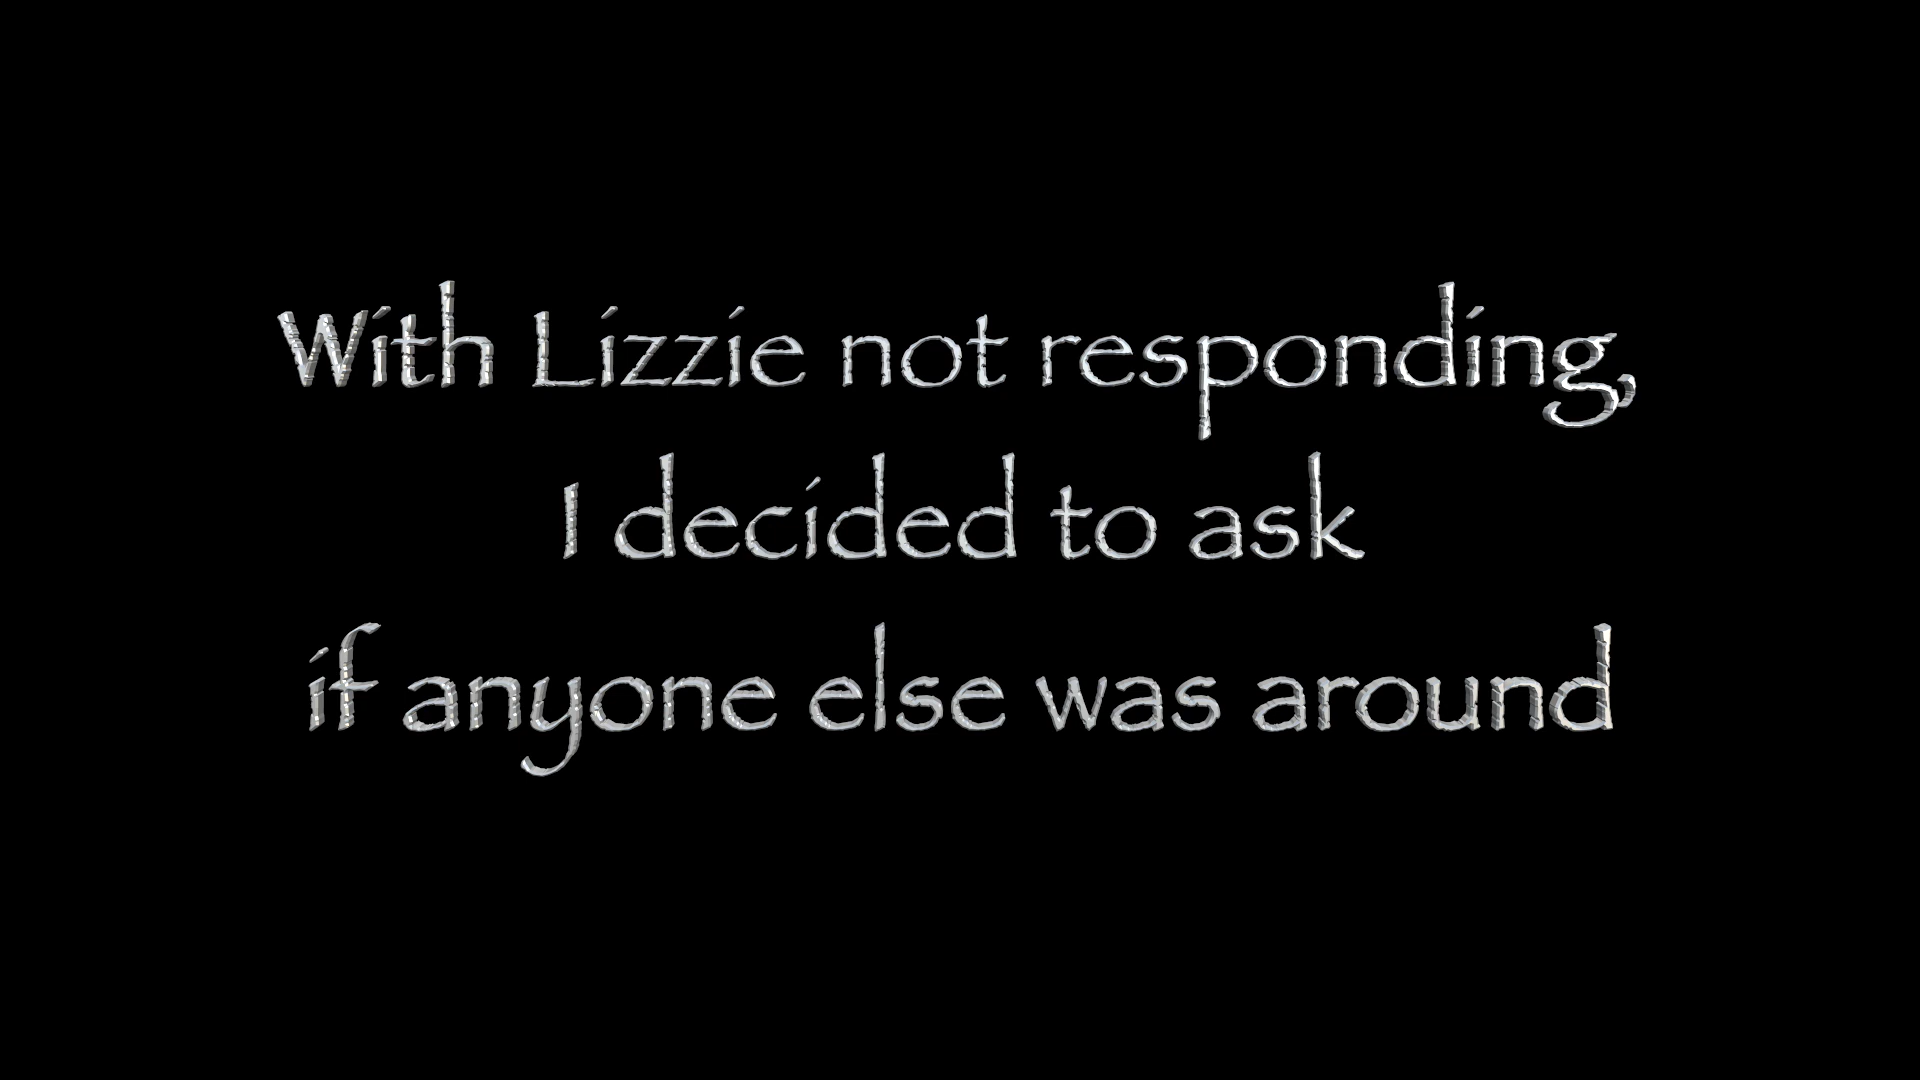 With Lizzie not responding,
I decided to ask
if anyone else was around